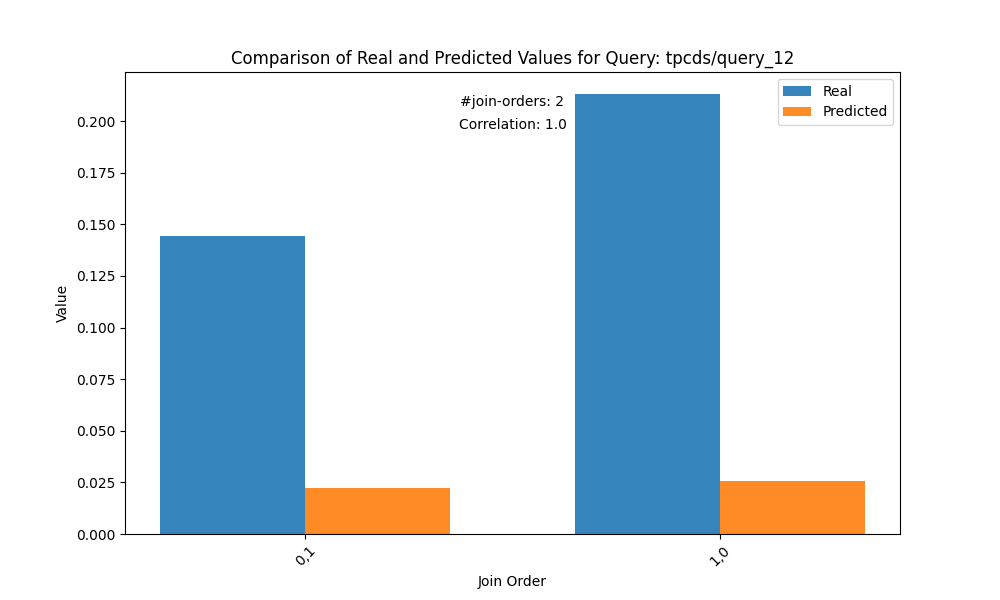 Comparison of Real and Predicted Values for Query: tpcds/query_12
#join-orders: 2
Correlation: 1.0
Real
Predicted
0.200
0.175
0.150
0.125
0.100
0.075
0.050
0.025
0.000
Value
0,1
1,0
Join Order